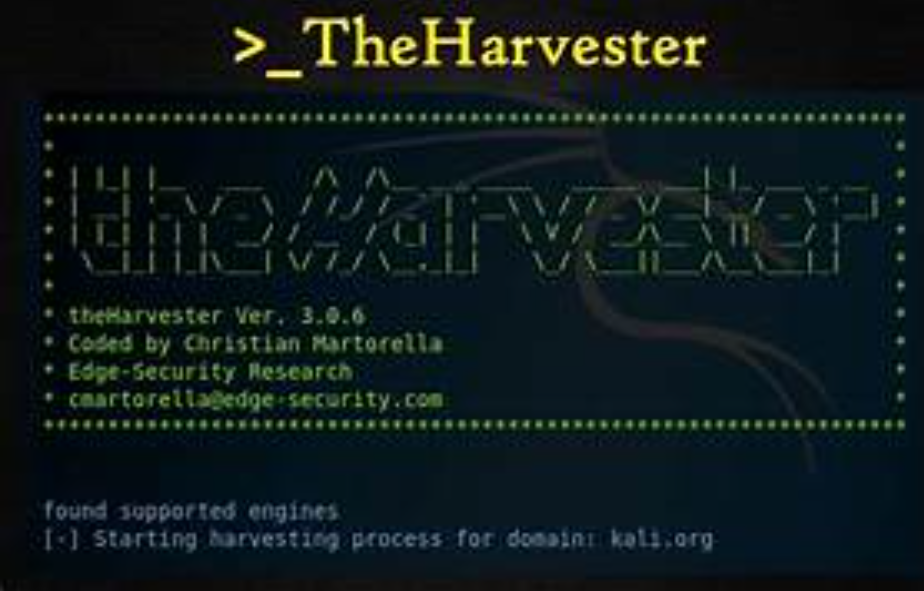 >_TheHarvester
theHarvester
* theHarvester Ver. 3.0.6
* Coded by Christian Martorella
* Edge-Security Research
* cmartorella@edge-security.com
found supported engines
[-] Starting harvesting process for domain: kali.org